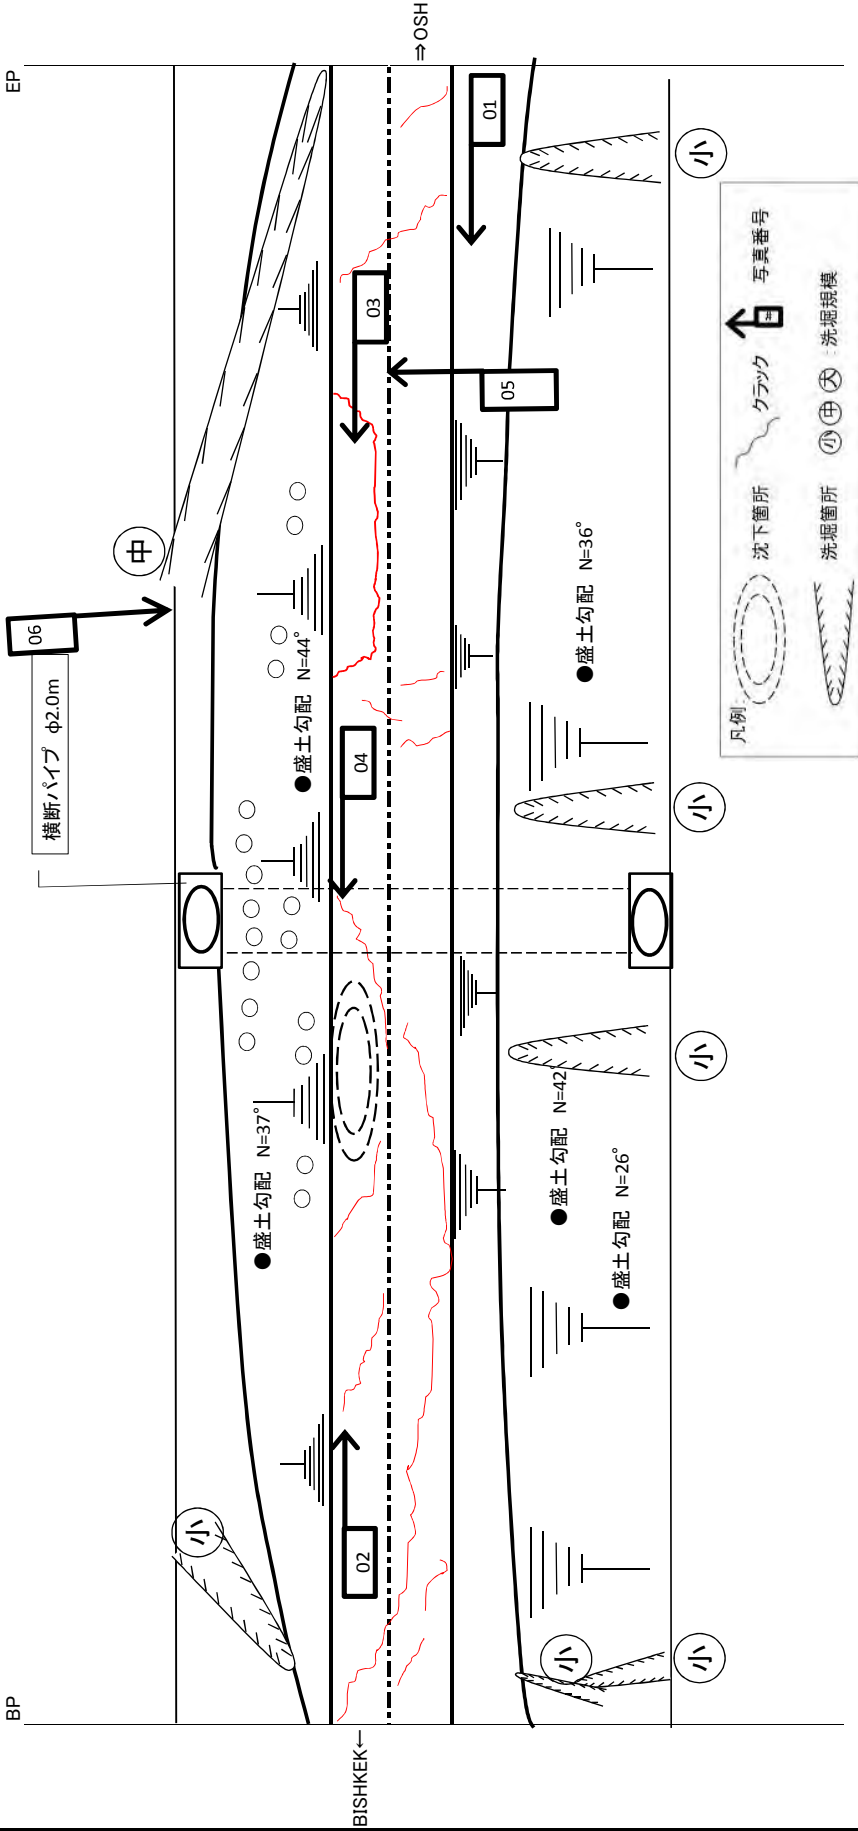 BP
EP
BISHKEK←
⇒OSH
横断パイプ φ2.0m
06
中
小
●盛土勾配 N=37°
●盛土勾配 N=44°
02
04
03
05
01
●盛土勾配 N=42°
●盛土勾配 N=26°
●盛土勾配 N=36°
小
小
小
小
小
凡例
沈下箇所
クラック
#
写真番号
洗堀箇所
小 中 大 : 洗堀規模